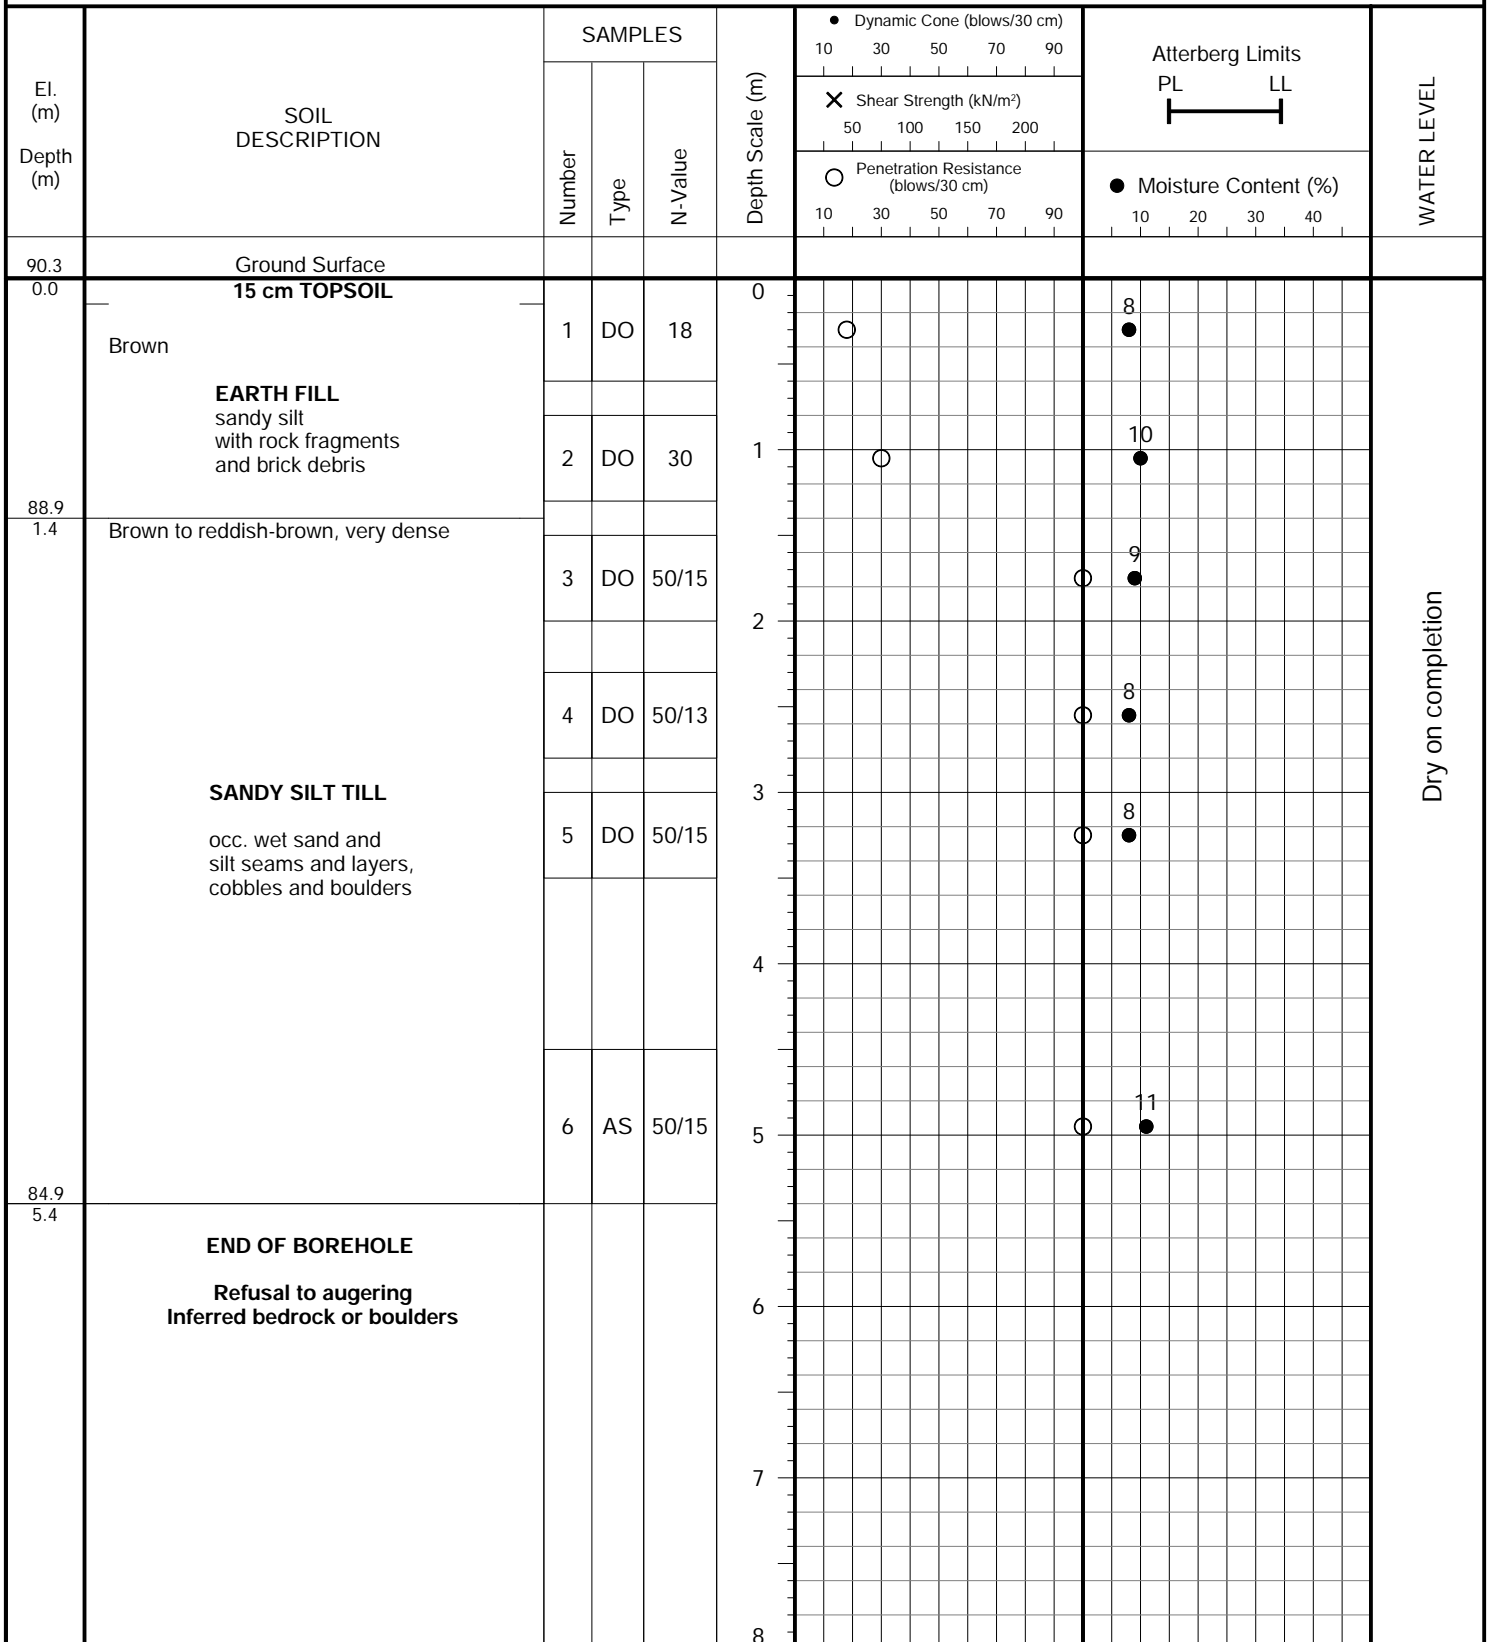 El.
(m)
Depth
(m)
SOIL
DESCRIPTION
SAMPLES
Number
Type
N-Value
Depth Scale (m)
Dynamic Cone (blows/30 cm)
10 30 50 70 90
Shear Strength (kN/m²)
50 100 150 200
Penetration Resistance
(blows/30 cm)
10 30 50 70 90
Atterberg Limits
PL LL
Moisture Content (%)
10 20 30 40
WATER LEVEL
90.3 Ground Surface
0.0 15 cm TOPSOIL 0
8
1 DO 18
Brown
EARTH FILL
sandy silt
with rock fragments
and brick debris
10
1
2 DO 30
88.9
1.4 Brown to reddish-brown, very dense
9
3 DO 50/15
2
8
4 DO 50/13
SANDY SILT TILL 3
8
occ. wet sand and
silt seams and layers,
cobbles and boulders
5 DO 50/15
Dry on completion
4
11
6 AS 50/15
5
84.9
5.4
END OF BOREHOLE
Refusal to augering
Inferred bedrock or boulders
6
7
8